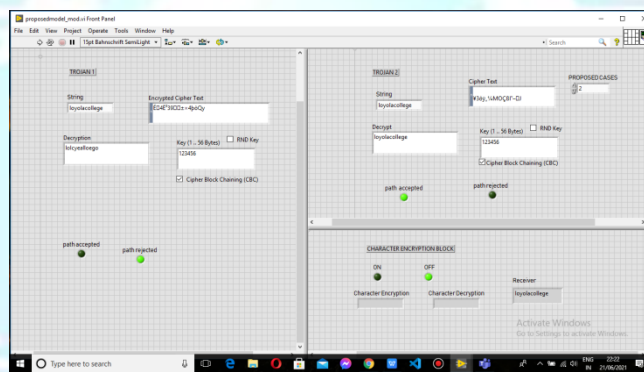 proposedmodel_mod.vi Front Panel
File Edit View Project Operate Tools Window Help
15pt Bahnschrift SemiLight
Search
TROJAN 1
String
loyolacollege
Encrypted Cipher Text
Decryption
Key (1 .. 56 Bytes)
RND Key
123456
Cipher Block Chaining (CBC)
path accepted
path rejected
TROJAN 2
String
loyolacollege
Cipher Text
PROPOSED CASES
2
Decrypt
loyolacollege
Key (1 .. 56 Bytes)
RND Key
123456
Cipher Block Chaining (CBC)
path accepted
path rejected
CHARACTER ENCRYPTION BLOCK
ON
OFF
Character Encryption
Character Decryption
Receiver
loyolacollege
Activate Windows
Go to Settings to activate Windows.
Type here to search
ENG
IN
22:22
21/06/2021